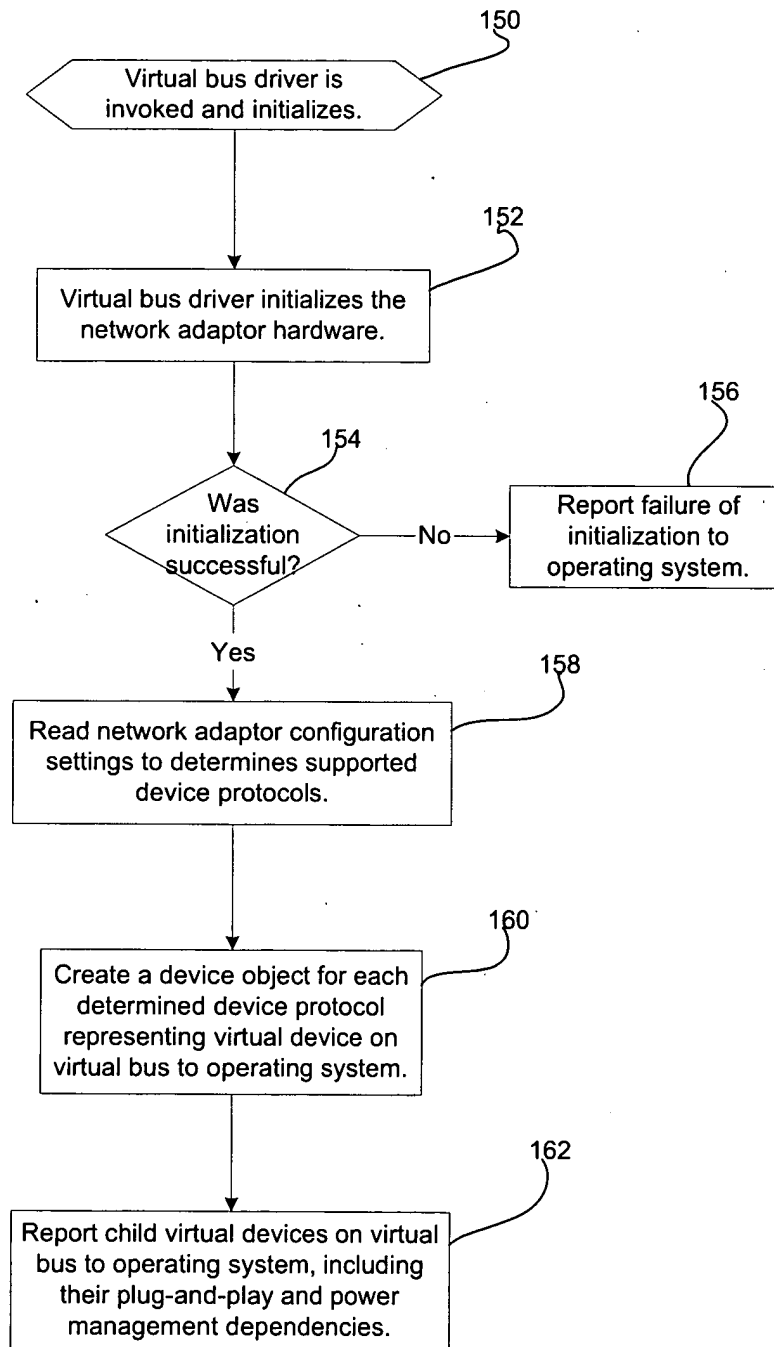 150
Virtual bus driver is
invoked and initializes.
152
Virtual bus driver initializes the
network adaptor hardware.
154
156
Was
initialization
successful?
No
Report failure of
initialization to
operating system.
Yes
158
Read network adaptor configuration
settings to determines supported
device protocols.
160
Create a device object for each
determined device protocol
representing virtual device on
virtual bus to operating system.
162
Report child virtual devices on virtual
bus to operating system, including
their plug-and-play and power
management dependencies.